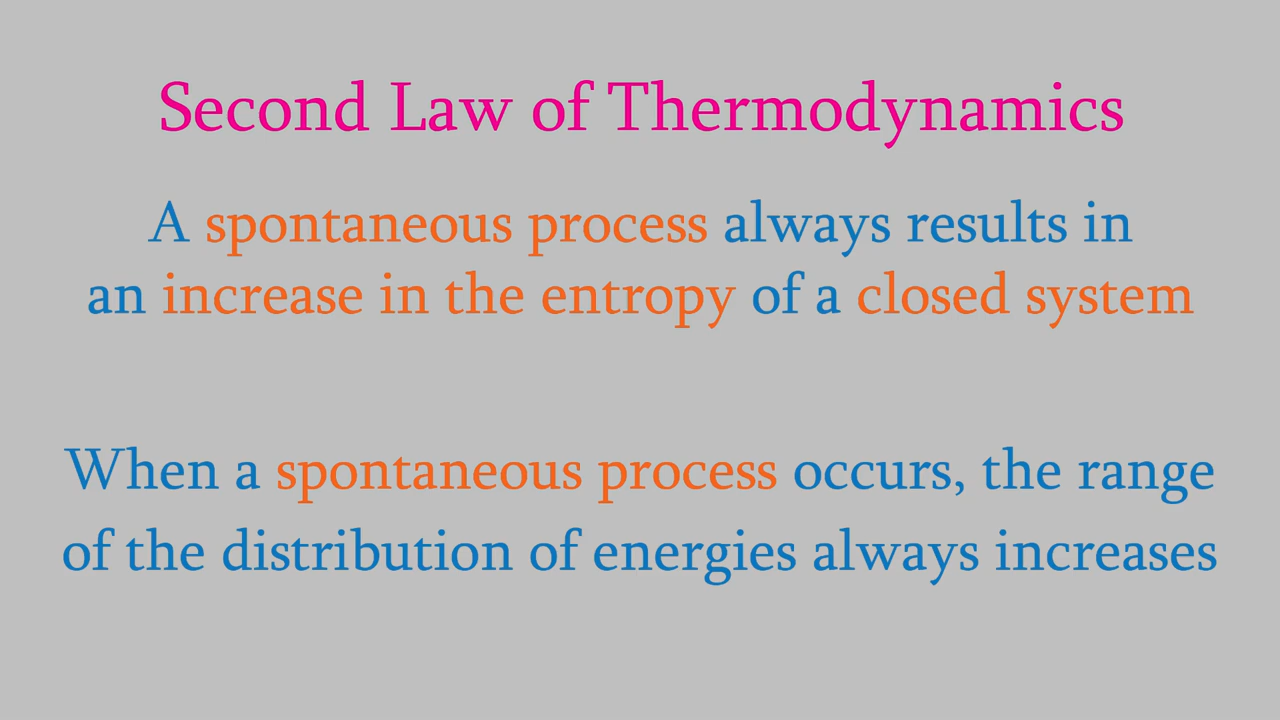 Second Law of Thermodynamics
A spontaneous process always results in
an increase in the entropy of a closed system
When a spontaneous process occurs, the range
of the distribution of energies always increases